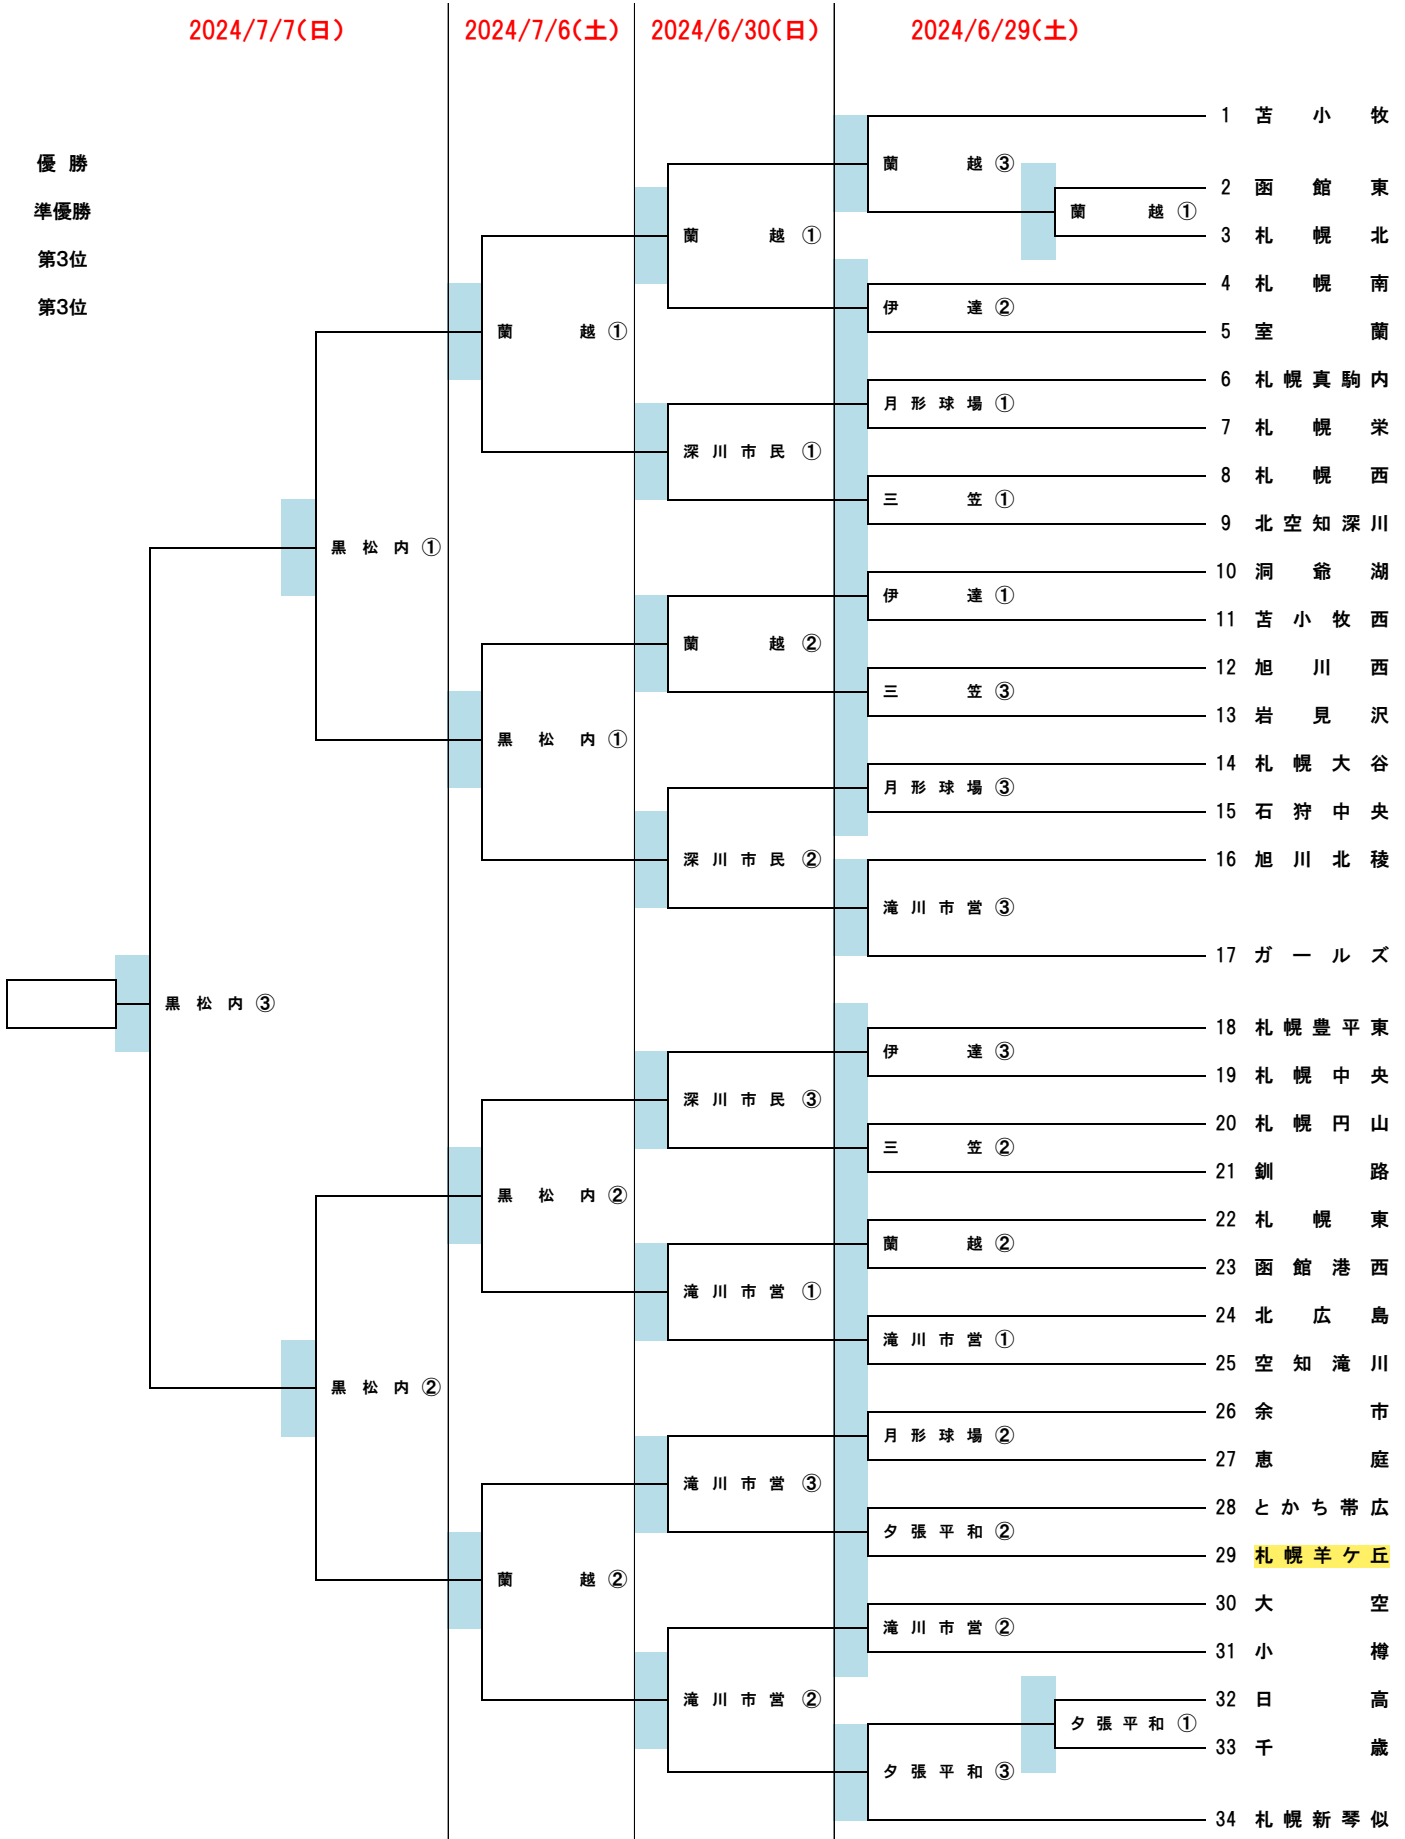 2024/7/7(日) 2024/7/6(土) 2024/6/30(日) 2024/6/29(土)
1 苫小牧
優勝
蘭越③
2 函館東
準優勝
蘭越①
3 札幌北
蘭越①
第3位
4 札幌南
第3位
伊達②
5 室蘭
蘭越①
6 札幌真駒内
月形球場①
7 札幌栄
深川市民①
8 札幌西
三笠①
9 北空知深川
黒松内①
10 洞爺湖
伊達①
11 苫小牧西
蘭越②
12 旭川西
三笠③
13 岩見沢
黒松内①
14 札幌大谷
月形球場③
15 石狩中央
深川市民②
16 旭川北稜
滝川市営③
17 ガールズ
黒松内③
18 札幌豊平東
伊達③
19 札幌中央
深川市民③
20 札幌円山
三笠②
21 釧路
黒松内②
22 札幌東
蘭越②
23 函館港西
滝川市営①
24 北広島
滝川市営①
25 空知滝川
黒松内②
26 余市
月形球場②
27 恵庭
滝川市営③
28 とかち帯広
夕張平和②
29 札幌羊ケ丘
蘭越②
30 大空
滝川市営②
31 小樽
滝川市営②
32 日高
夕張平和①
33 千歳
夕張平和③
34 札幌新琴似